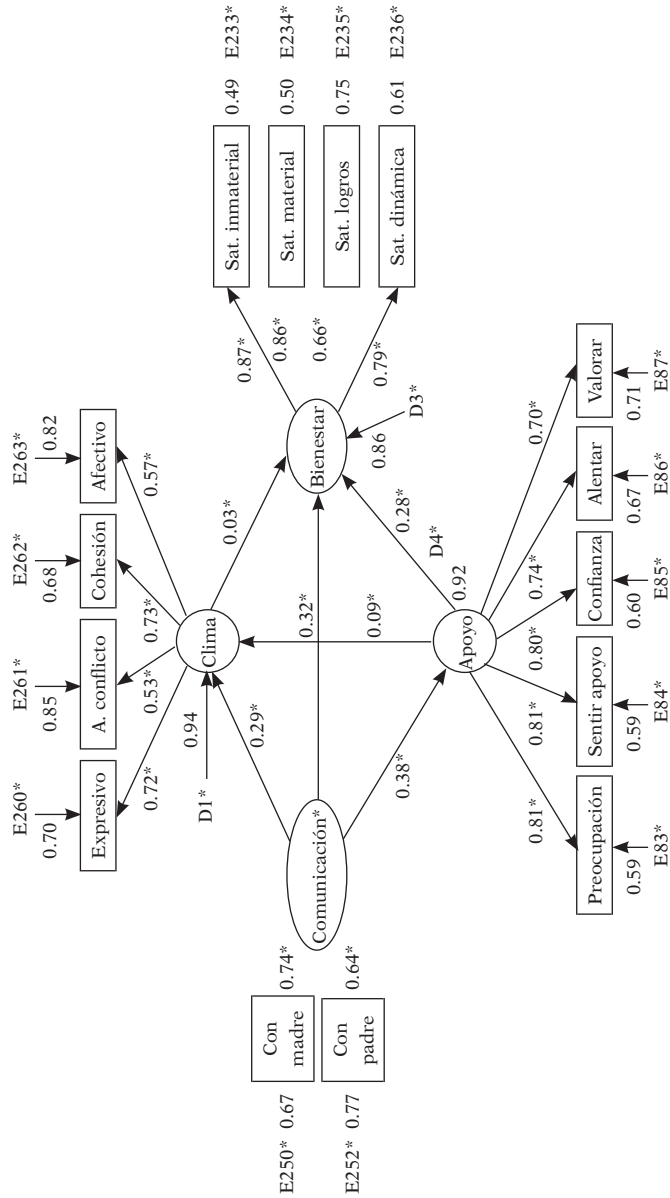 E260* E261* E262* E263*
0.70 0.85 0.68 0.82
Expresivo A. conflicto Cohesión Afectivo
0.72* 0.53* 0.73* 0.57*
D1* 0.94 Clima
0.29* 0.03*
E250* 0.67 Con madre 0.74*
E252* 0.77 Con padre 0.64*
Comunicación* 0.32* Bienestar
0.87* Sat. inmaterial 0.49 E233*
0.86* Sat. material 0.50 E234*
0.66* Sat. logros 0.75 E235*
0.79* Sat. dinámica 0.61 E236*
0.86 D3*
0.38* 0.09* 0.28*
Apoyo 0.92 D4*
0.81* 0.81* 0.80* 0.74* 0.70*
Preocupación Sentir apoyo Confianza Alentar Valorar
0.59 0.59 0.60 0.67 0.71
E83* E84* E85* E86* E87*